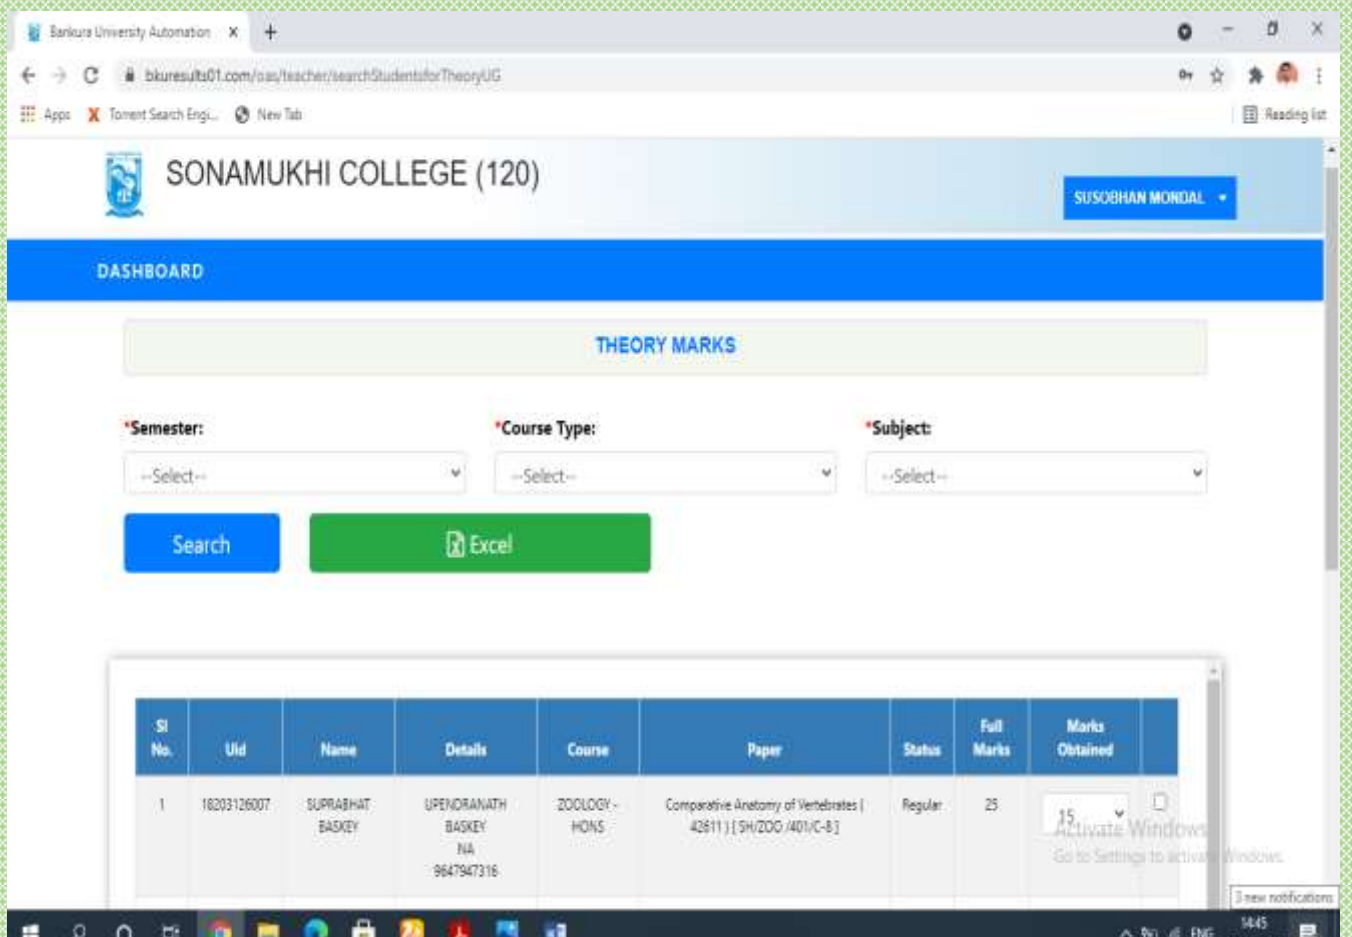 Bankura University Automation X +
bkuresults01.com/oas/teacher/searchStudentsforTheoryUG
Apps Torrent Search Engi... New Tab Reading list
SONAMUKHI COLLEGE (120)
SUSOBHAN MONDAL
DASHBOARD
THEORY MARKS
*Semester: *Course Type: *Subject:
--Select-- --Select-- --Select--
Search Excel
Sl No. Uid Name Details Course Paper Status Full Marks Marks Obtained
1 18203126007 SUPRABHAT UPENDRANATH ZOOLOGY - Comparative Anatomy of Vertebrates ( Regular 25 15
BASKEY BASKEY HONS 42611 ) [ SH/ZOO /401/C-8 ]
NA
9647947316
Activate Windows
Go to Settings to activate Windows.
3 new notifications
ENG 14:45